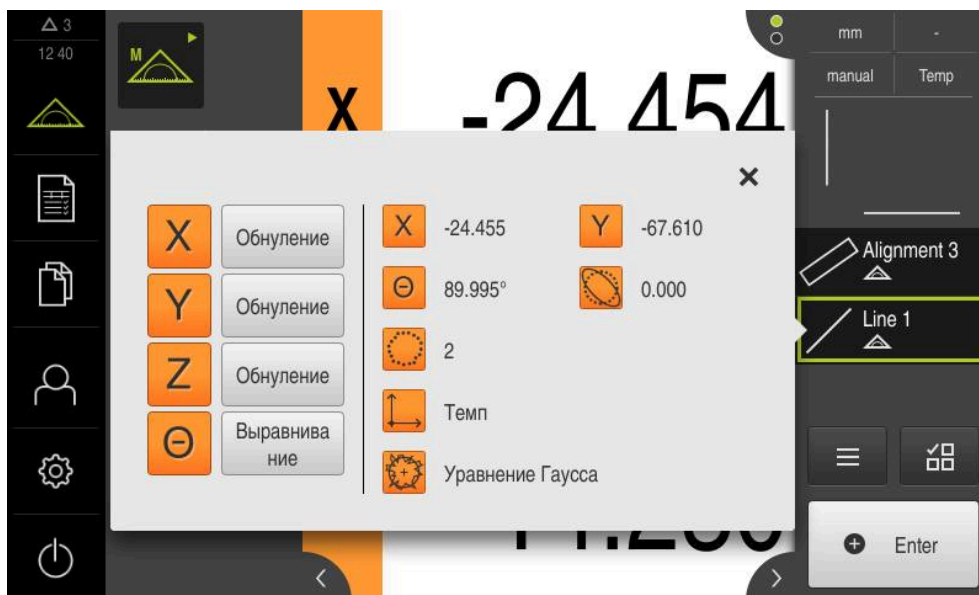 3
12 40
M
X
-24.454
mm
-
manual
Temp
X
Обнуление
Y
Обнуление
Z
Обнуление
Θ
Выравнива
ние
X
-24.455
Y
-67.610
Θ
89.995°
0.000
2
Темп
Уравнение Гаусса
Alignment 3
Line 1
Enter